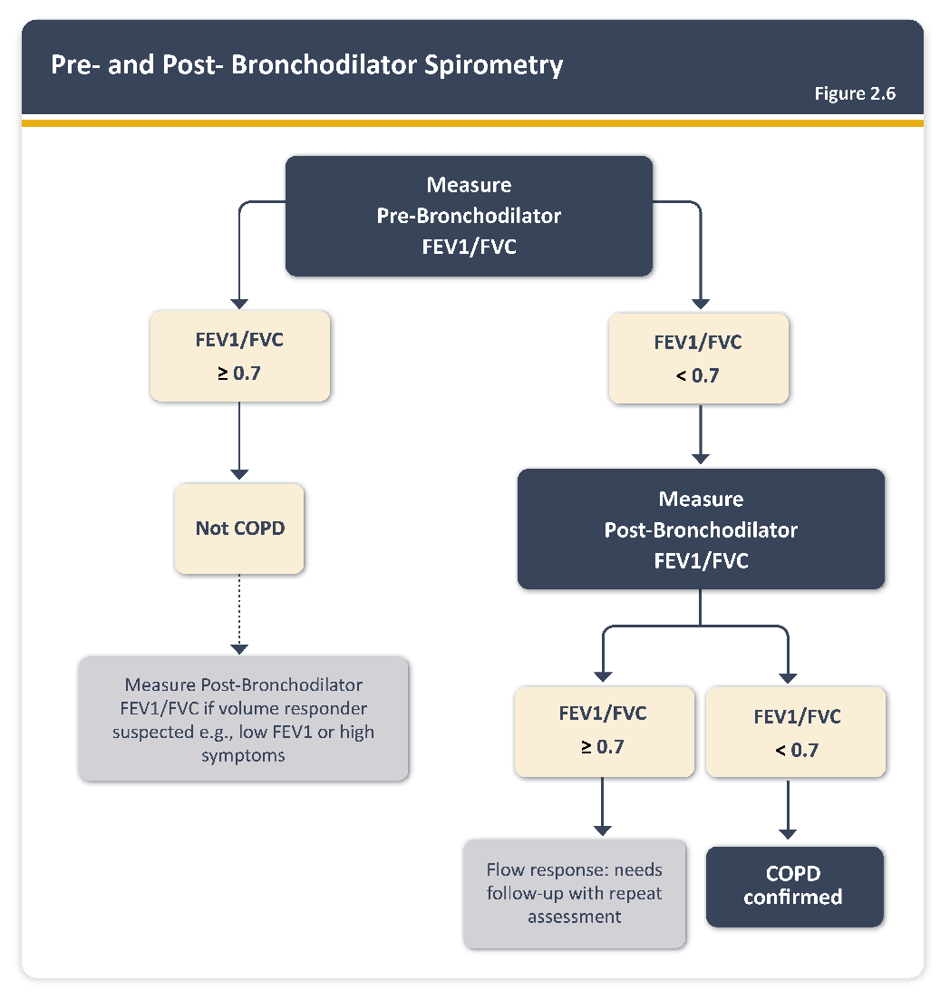 Pre- and Post- Bronchodilator Spirometry
Figure 2.6
Measure
Pre-Bronchodilator
FEV1/FVC
FEV1/FVC
≥ 0.7
FEV1/FVC
< 0.7
Not COPD
Measure
Post-Bronchodilator
FEV1/FVC
Measure Post-Bronchodilator
FEV1/FVC if volume responder
suspected e.g., low FEV1 or high
symptoms
FEV1/FVC
≥ 0.7
FEV1/FVC
< 0.7
Flow response: needs
follow-up with repeat
assessment
COPD
confirmed